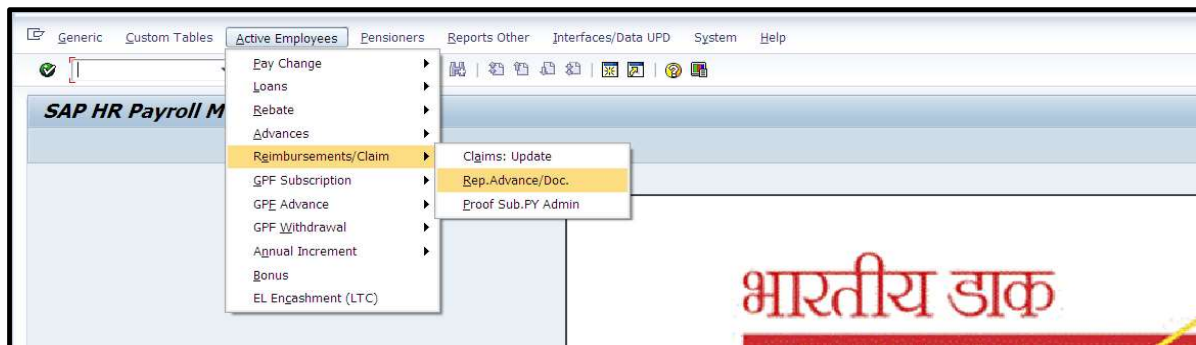 Generic Custom Tables Active Employees Pensioners Reports Other Interfaces/Data UPD System Help
SAP HR Payroll M
Pay Change
Loans
Rebate
Advances
Reimbursements/Claim
GPF Subscription
GPF Advance
GPF Withdrawal
Annual Increment
Bonus
EL Encashment (LTC)
Claims: Update
Rep.Advance/Doc.
Proof Sub.PY Admin
भारतीय डाक